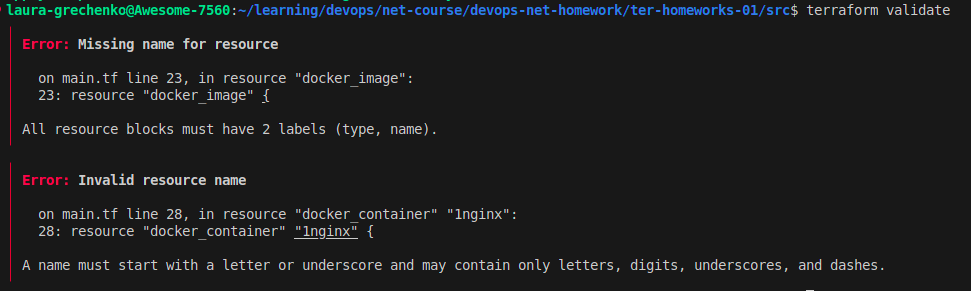 laura-grechenko@Awesome-7560:~/learning/devops/net-course/devops-net-homework/ter-homeworks-01/src$ terraform validate
Error: Missing name for resource
on main.tf line 23, in resource "docker_image":
23: resource "docker_image" {
All resource blocks must have 2 labels (type, name).
Error: Invalid resource name
on main.tf line 28, in resource "docker_container" "1nginx":
28: resource "docker_container" "1nginx" {
A name must start with a letter or underscore and may contain only letters, digits, underscores, and dashes.